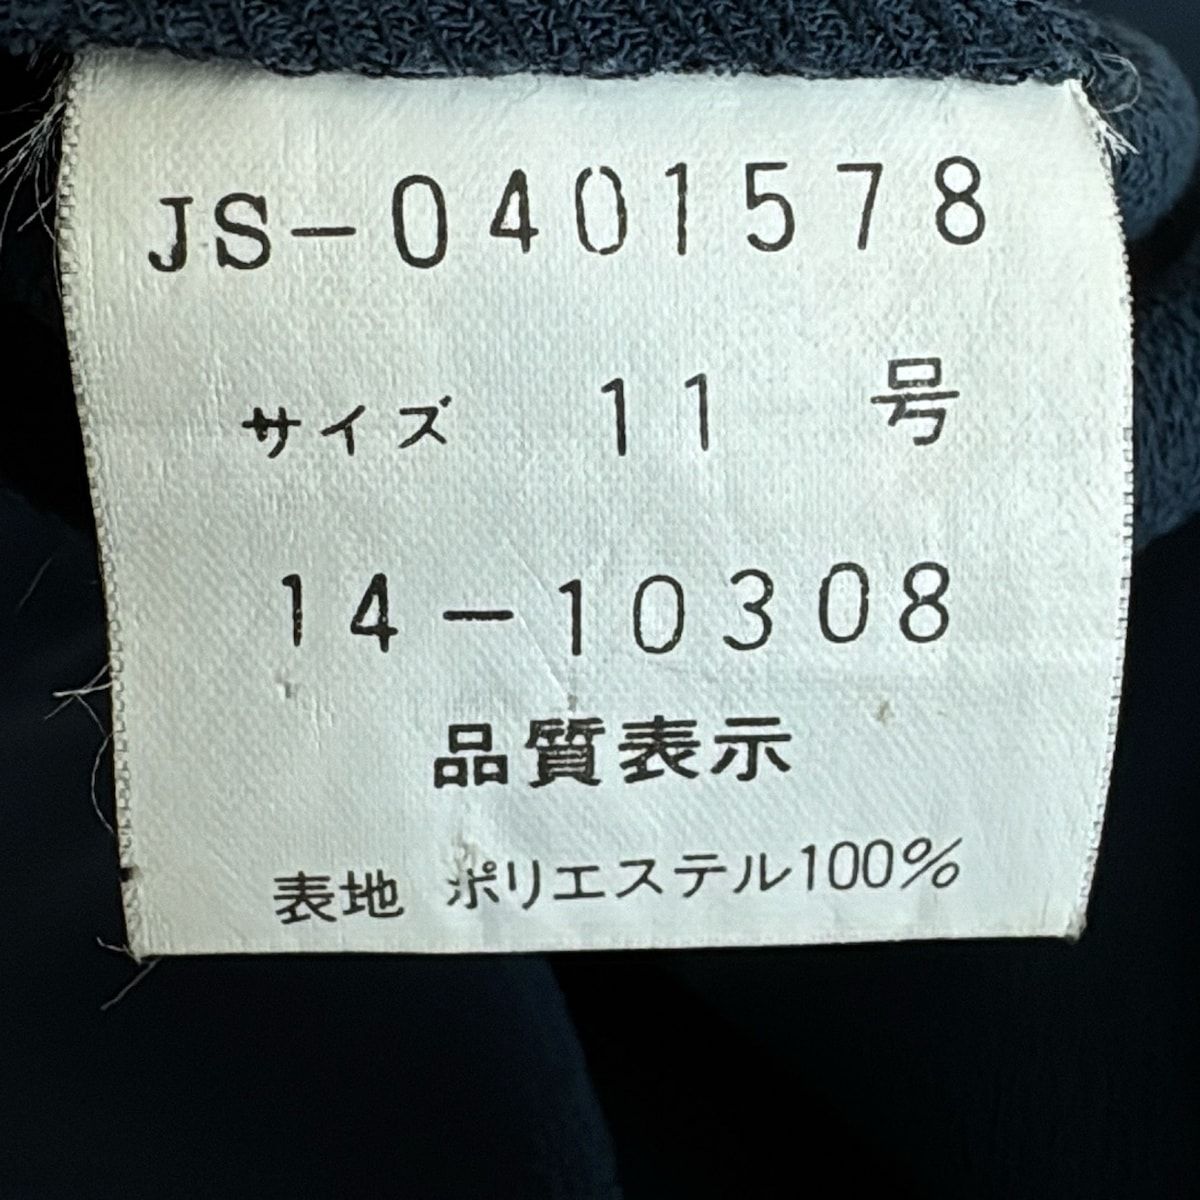 JS-0401578
サイズ 11 号
14-10308
品質表示
表地 ポリエステル100%